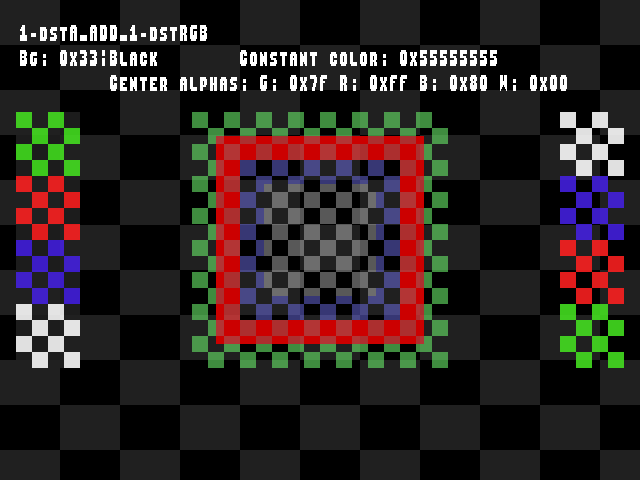 1-dstA_ADD_1-dstRGB
Bg: 0x33¦Black Constant color: 0x55555555
Center alphas: G: 0x7f R: 0xff B: 0x80 W: 0x00